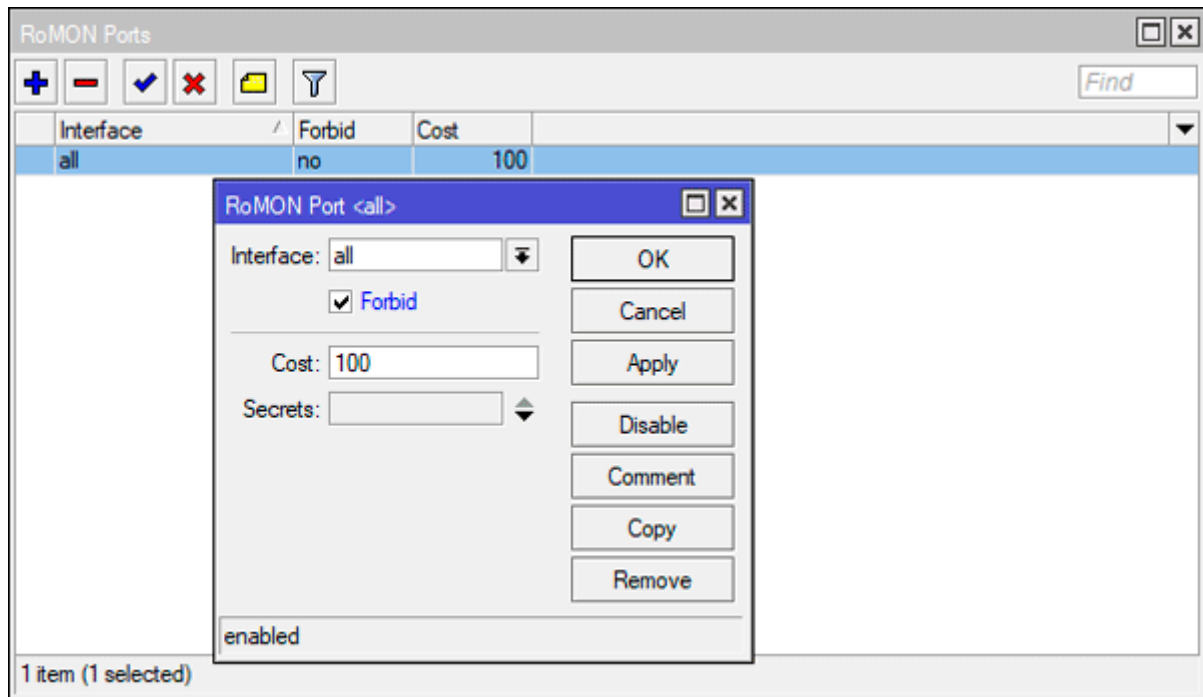 RoMON Ports
Find
Interface Forbid Cost
all no 100
RoMON Port <all>
Interface: all
OK
Forbid
Cancel
Cost: 100
Apply
Secrets:
Disable
Comment
Copy
Remove
enabled
1 item (1 selected)